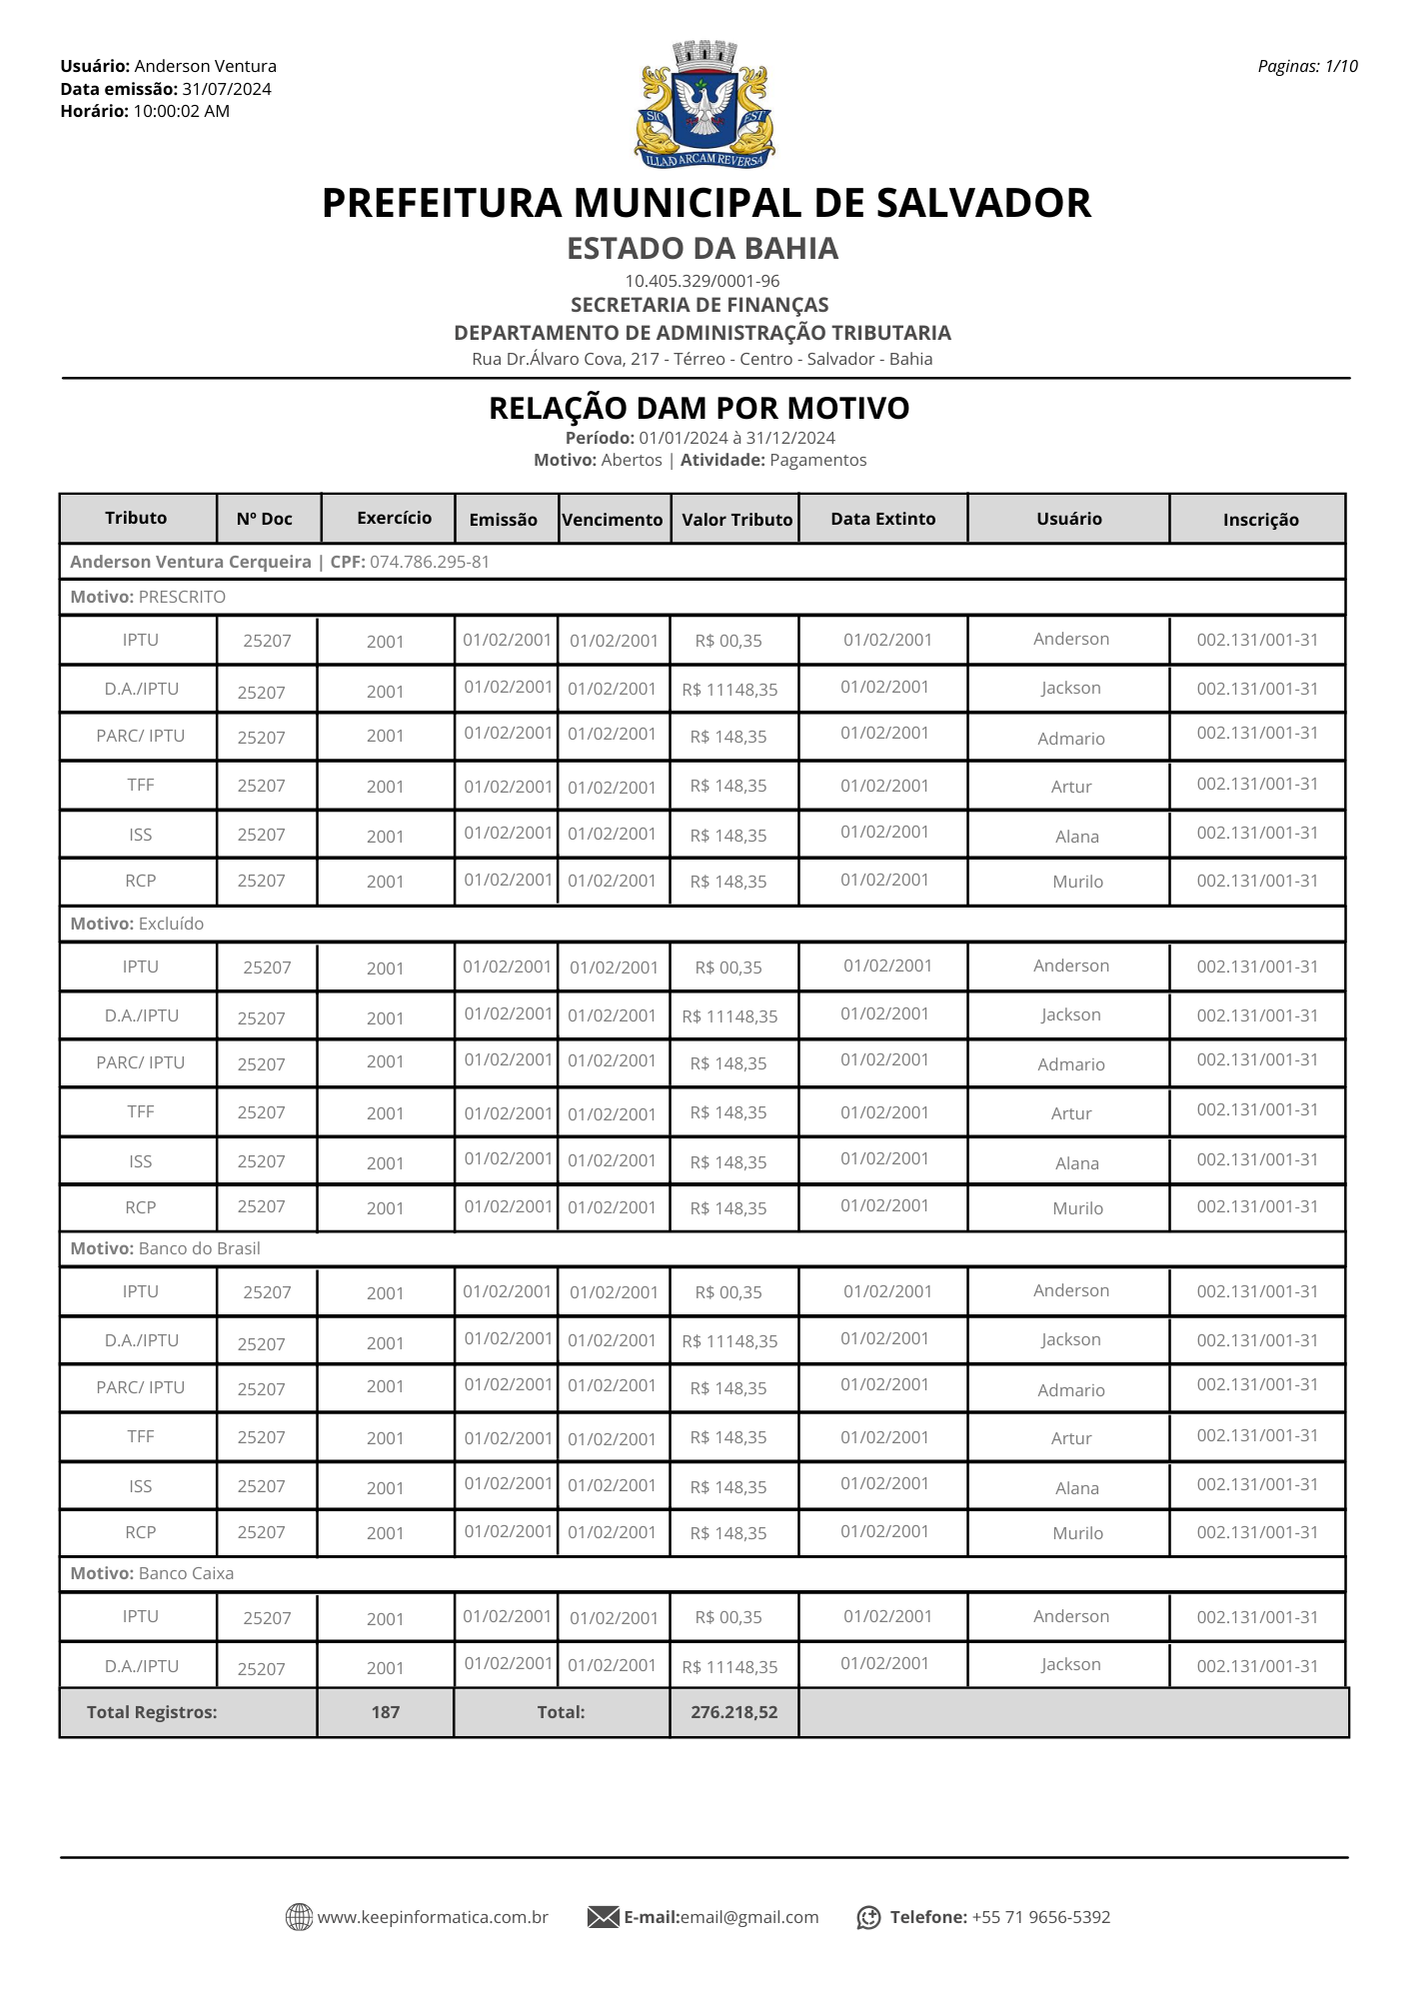 Usuário: Anderson Ventura
Data emissão: 31/07/2024
Horário: 10:00:02 AM
Paginas: 1/10
SIC EST
ILLA AD ARCAM REVERSA
PREFEITURA MUNICIPAL DE SALVADOR
ESTADO DA BAHIA
10.405.329/0001-96
SECRETARIA DE FINANÇAS
DEPARTAMENTO DE ADMINISTRAÇÃO TRIBUTARIA
Rua Dr.Álvaro Cova, 217 - Térreo - Centro - Salvador - Bahia
RELAÇÃO DAM POR MOTIVO
Período: 01/01/2024 à 31/12/2024
Motivo: Abertos | Atividade: Pagamentos
Tributo Nº Doc Exercício Emissão Vencimento Valor Tributo Data Extinto Usuário Inscrição
Anderson Ventura Cerqueira | CPF: 074.786.295-81
Motivo: PRESCRITO
IPTU 25207 2001 01/02/2001 01/02/2001 R$ 00,35 01/02/2001 Anderson 002.131/001-31
D.A./IPTU 25207 2001 01/02/2001 01/02/2001 R$ 11148,35 01/02/2001 Jackson 002.131/001-31
PARC/ IPTU 25207 2001 01/02/2001 01/02/2001 R$ 148,35 01/02/2001 Admario 002.131/001-31
TFF 25207 2001 01/02/2001 01/02/2001 R$ 148,35 01/02/2001 Artur 002.131/001-31
ISS 25207 2001 01/02/2001 01/02/2001 R$ 148,35 01/02/2001 Alana 002.131/001-31
RCP 25207 2001 01/02/2001 01/02/2001 R$ 148,35 01/02/2001 Murilo 002.131/001-31
Motivo: Excluído
IPTU 25207 2001 01/02/2001 01/02/2001 R$ 00,35 01/02/2001 Anderson 002.131/001-31
D.A./IPTU 25207 2001 01/02/2001 01/02/2001 R$ 11148,35 01/02/2001 Jackson 002.131/001-31
PARC/ IPTU 25207 2001 01/02/2001 01/02/2001 R$ 148,35 01/02/2001 Admario 002.131/001-31
TFF 25207 2001 01/02/2001 01/02/2001 R$ 148,35 01/02/2001 Artur 002.131/001-31
ISS 25207 2001 01/02/2001 01/02/2001 R$ 148,35 01/02/2001 Alana 002.131/001-31
RCP 25207 2001 01/02/2001 01/02/2001 R$ 148,35 01/02/2001 Murilo 002.131/001-31
Motivo: Banco do Brasil
IPTU 25207 2001 01/02/2001 01/02/2001 R$ 00,35 01/02/2001 Anderson 002.131/001-31
D.A./IPTU 25207 2001 01/02/2001 01/02/2001 R$ 11148,35 01/02/2001 Jackson 002.131/001-31
PARC/ IPTU 25207 2001 01/02/2001 01/02/2001 R$ 148,35 01/02/2001 Admario 002.131/001-31
TFF 25207 2001 01/02/2001 01/02/2001 R$ 148,35 01/02/2001 Artur 002.131/001-31
ISS 25207 2001 01/02/2001 01/02/2001 R$ 148,35 01/02/2001 Alana 002.131/001-31
RCP 25207 2001 01/02/2001 01/02/2001 R$ 148,35 01/02/2001 Murilo 002.131/001-31
Motivo: Banco Caixa
IPTU 25207 2001 01/02/2001 01/02/2001 R$ 00,35 01/02/2001 Anderson 002.131/001-31
D.A./IPTU 25207 2001 01/02/2001 01/02/2001 R$ 11148,35 01/02/2001 Jackson 002.131/001-31
Total Registros: 187 Total: 276.218,52
www.keepinformatica.com.br E-mail:email@gmail.com Telefone: +55 71 9656-5392